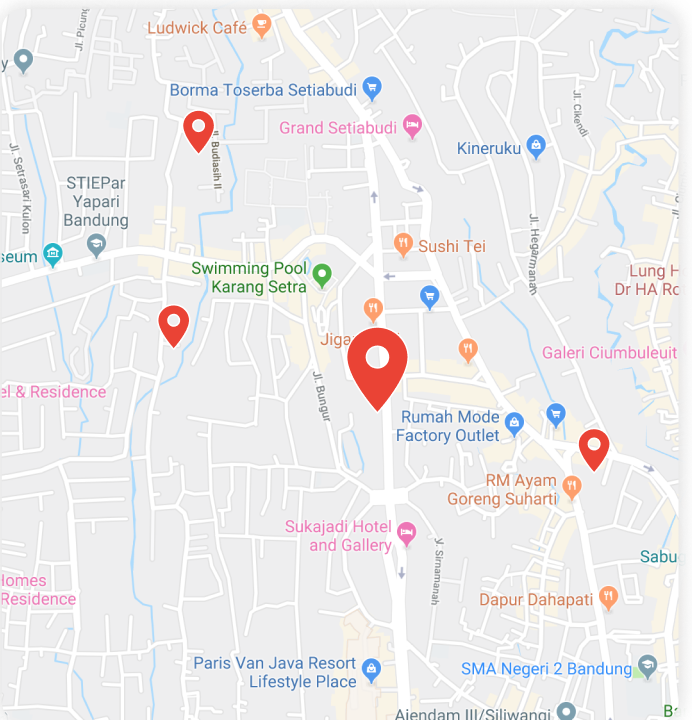 Ludwick Café
Jl. Picung
y
Borma Toserba Setiabudi
Grand Setiabudi
Jl. Cikendi
Jl. Budiasih II
Kineruku
Jl. Setrasari Kulon
STIEPar
Yapari
Bandung
Sushi Tei
Jl. Hegarmanah
seum
Swimming Pool
Karang Setra
Lung H
Dr HA Ro
Jiga
Galeri Ciumbuleuit
el & Residence
Jl. Bungur
Rumah Mode
Factory Outlet
RM Ayam
Goreng Suharti
Sukajadi Hotel
and Gallery
Jl. Sirnamanah
Sabu
Homes
Residence
Dapur Dahapati
Paris Van Java Resort
Lifestyle Place
SMA Negeri 2 Bandung
Ajendam III/Siliwangi